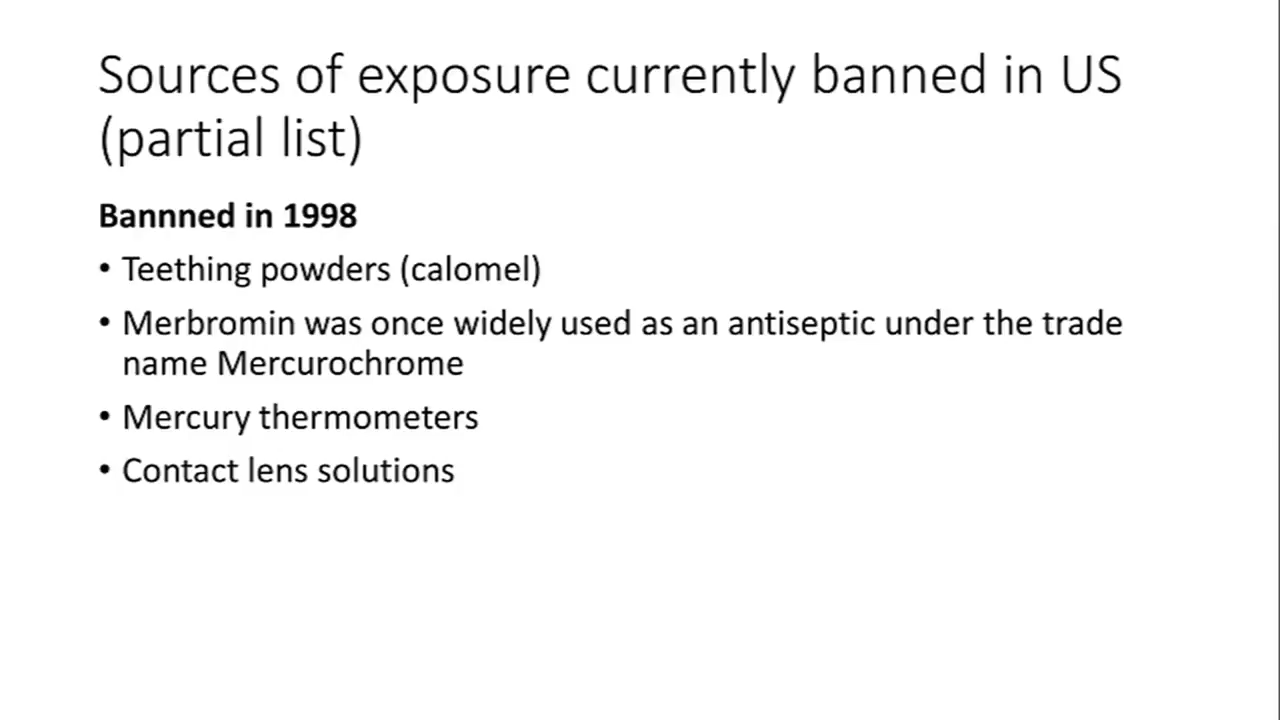 Sources of exposure currently banned in US
(partial list)
Bannned in 1998
• Teething powders (calomel)
• Merbromin was once widely used as an antiseptic under the trade
name Mercurochrome
• Mercury thermometers
• Contact lens solutions